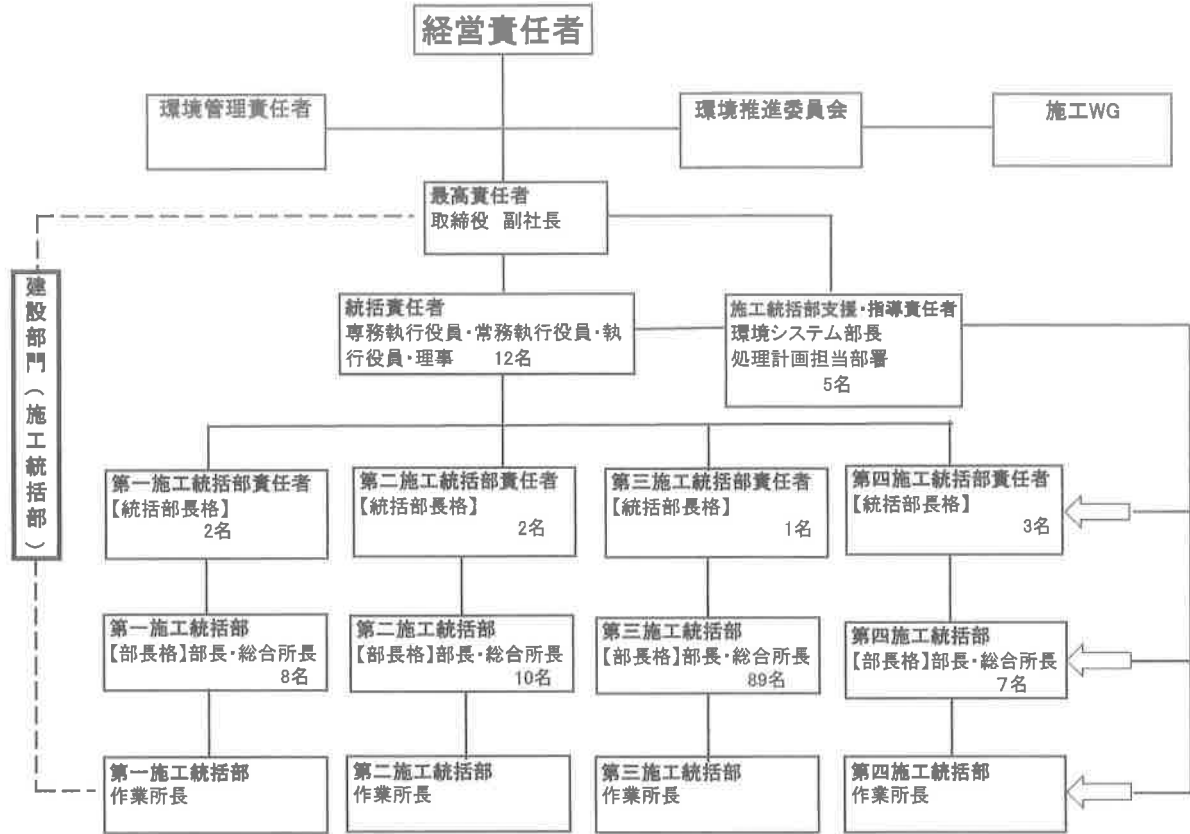 経営責任者
環境管理責任者
環境推進委員会
施工WG
最高責任者
取締役 副社長
建設部門(施工統括部)
統括責任者
専務執行役員・常務執行役員・執
行役員・理事 12名
施工統括部支援・指導責任者
環境システム部長
処理計画担当部署
5名
第一施工統括部責任者
【統括部長格】
2名
第二施工統括部責任者
【統括部長格】
2名
第三施工統括部責任者
【統括部長格】
1名
第四施工統括部責任者
【統括部長格】
3名
第一施工統括部
【部長格】部長・総合所長
8名
第二施工統括部
【部長格】部長・総合所長
10名
第三施工統括部
【部長格】部長・総合所長
89名
第四施工統括部
【部長格】部長・総合所長
7名
第一施工統括部
作業所長
第二施工統括部
作業所長
第三施工統括部
作業所長
第四施工統括部
作業所長